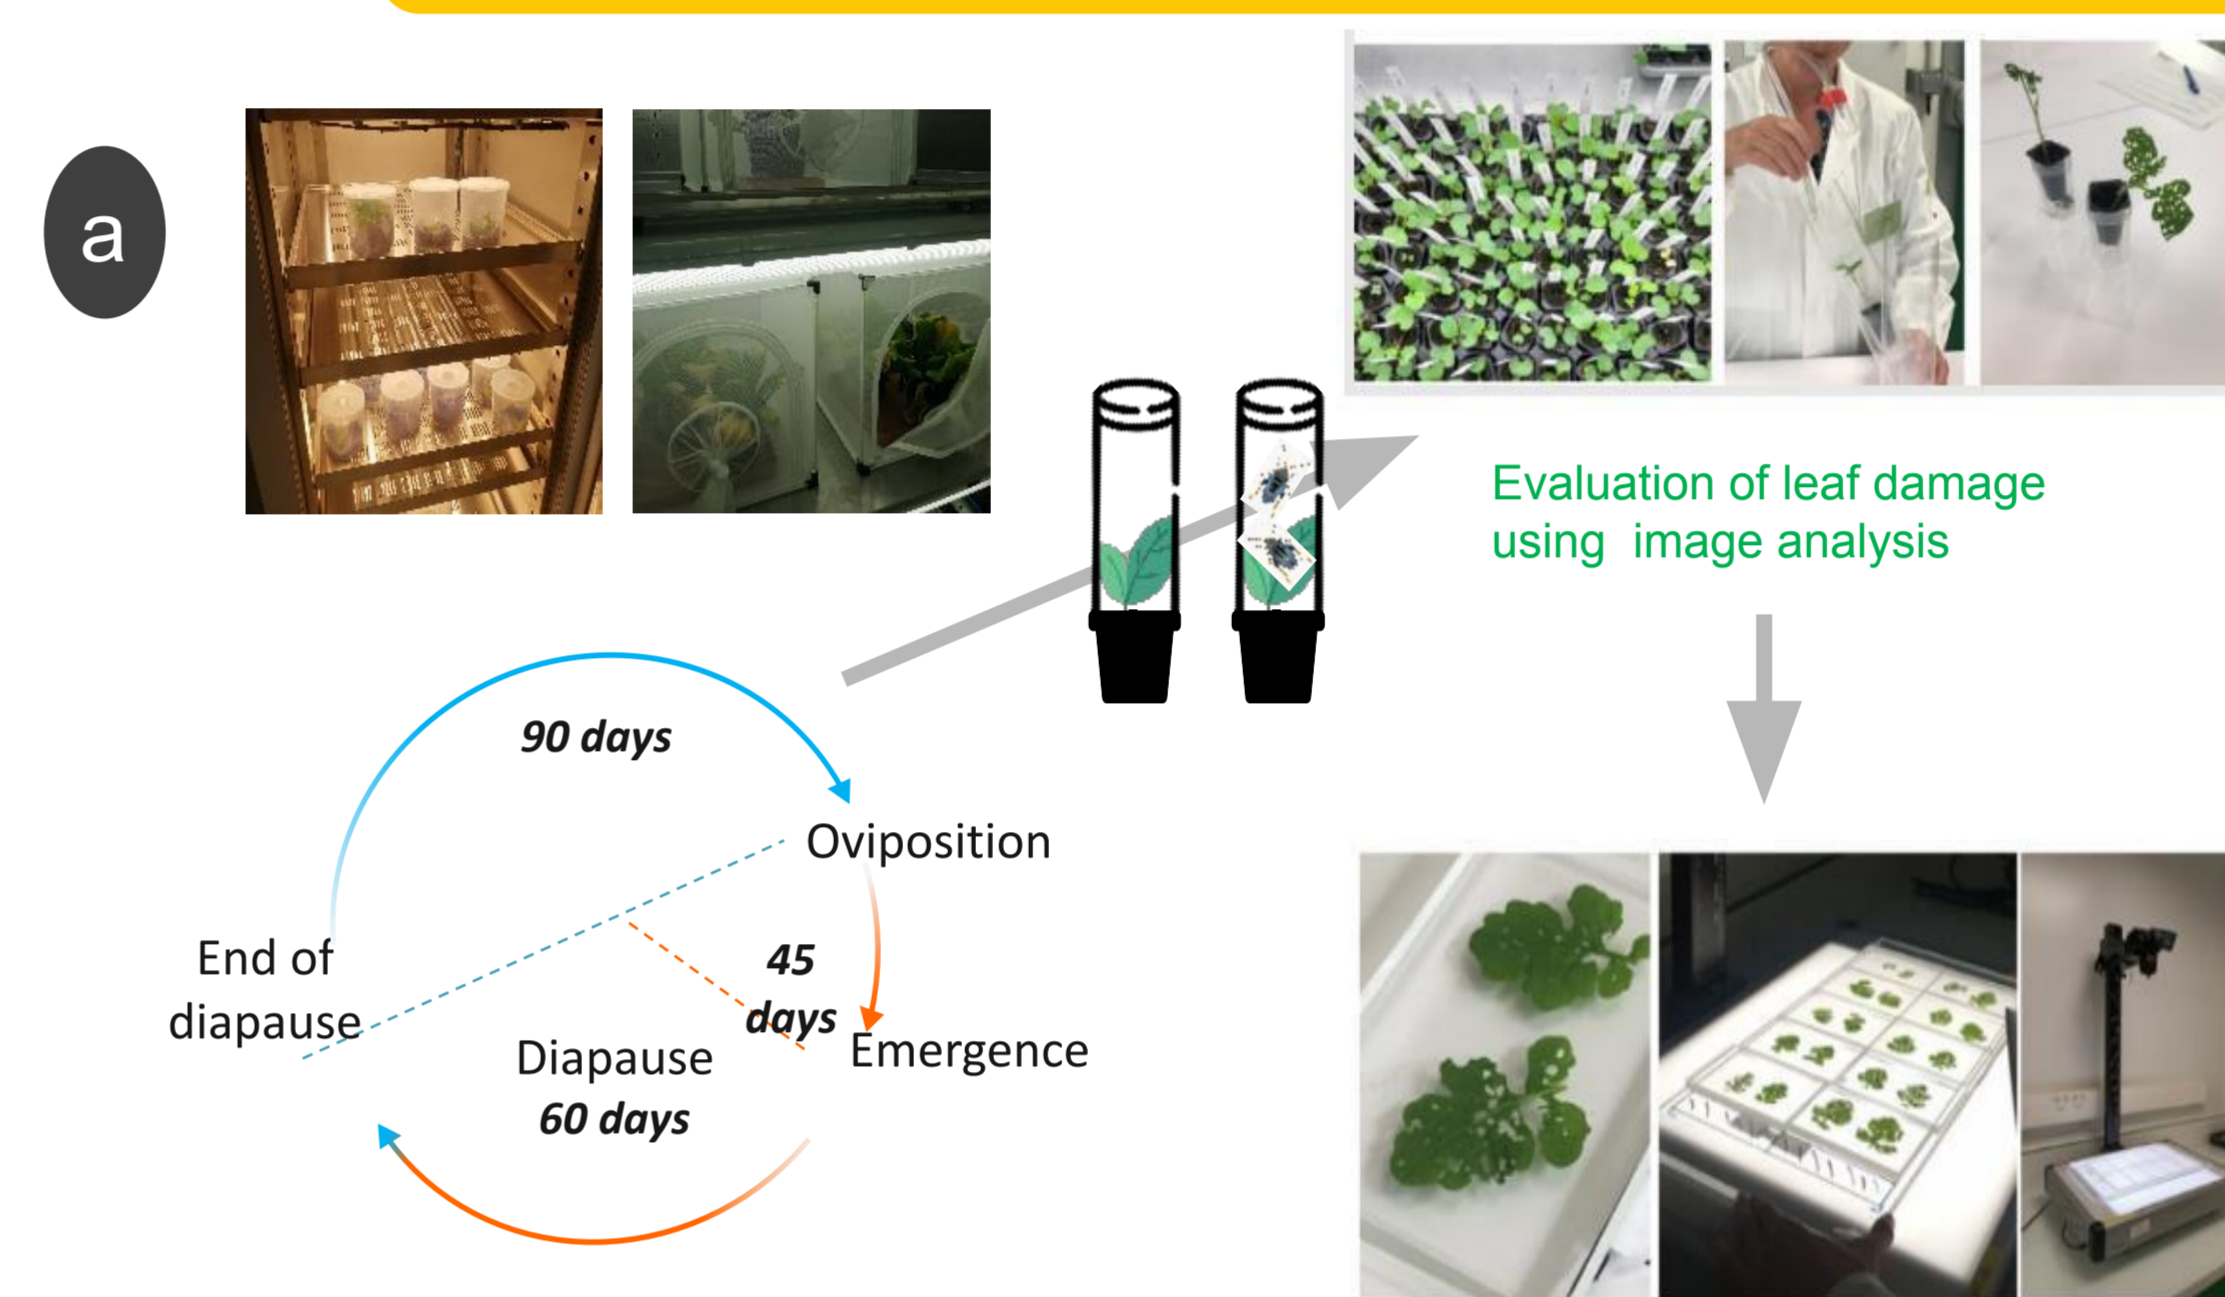 a
Evaluation of leaf damage
using  image analysis
90 days
Oviposition
End of
diapause
45
days
Emergence
Diapause
60 days